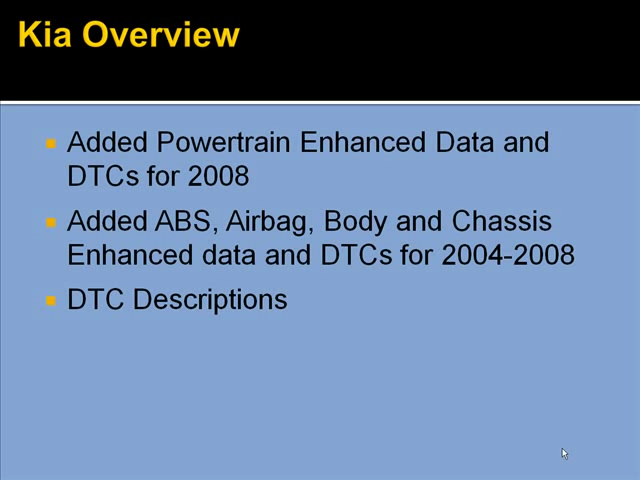 Kia Overview
Added Powertrain Enhanced Data and
DTCs for 2008
Added ABS, Airbag, Body and Chassis
Enhanced data and DTCs for 2004-2008
DTC Descriptions